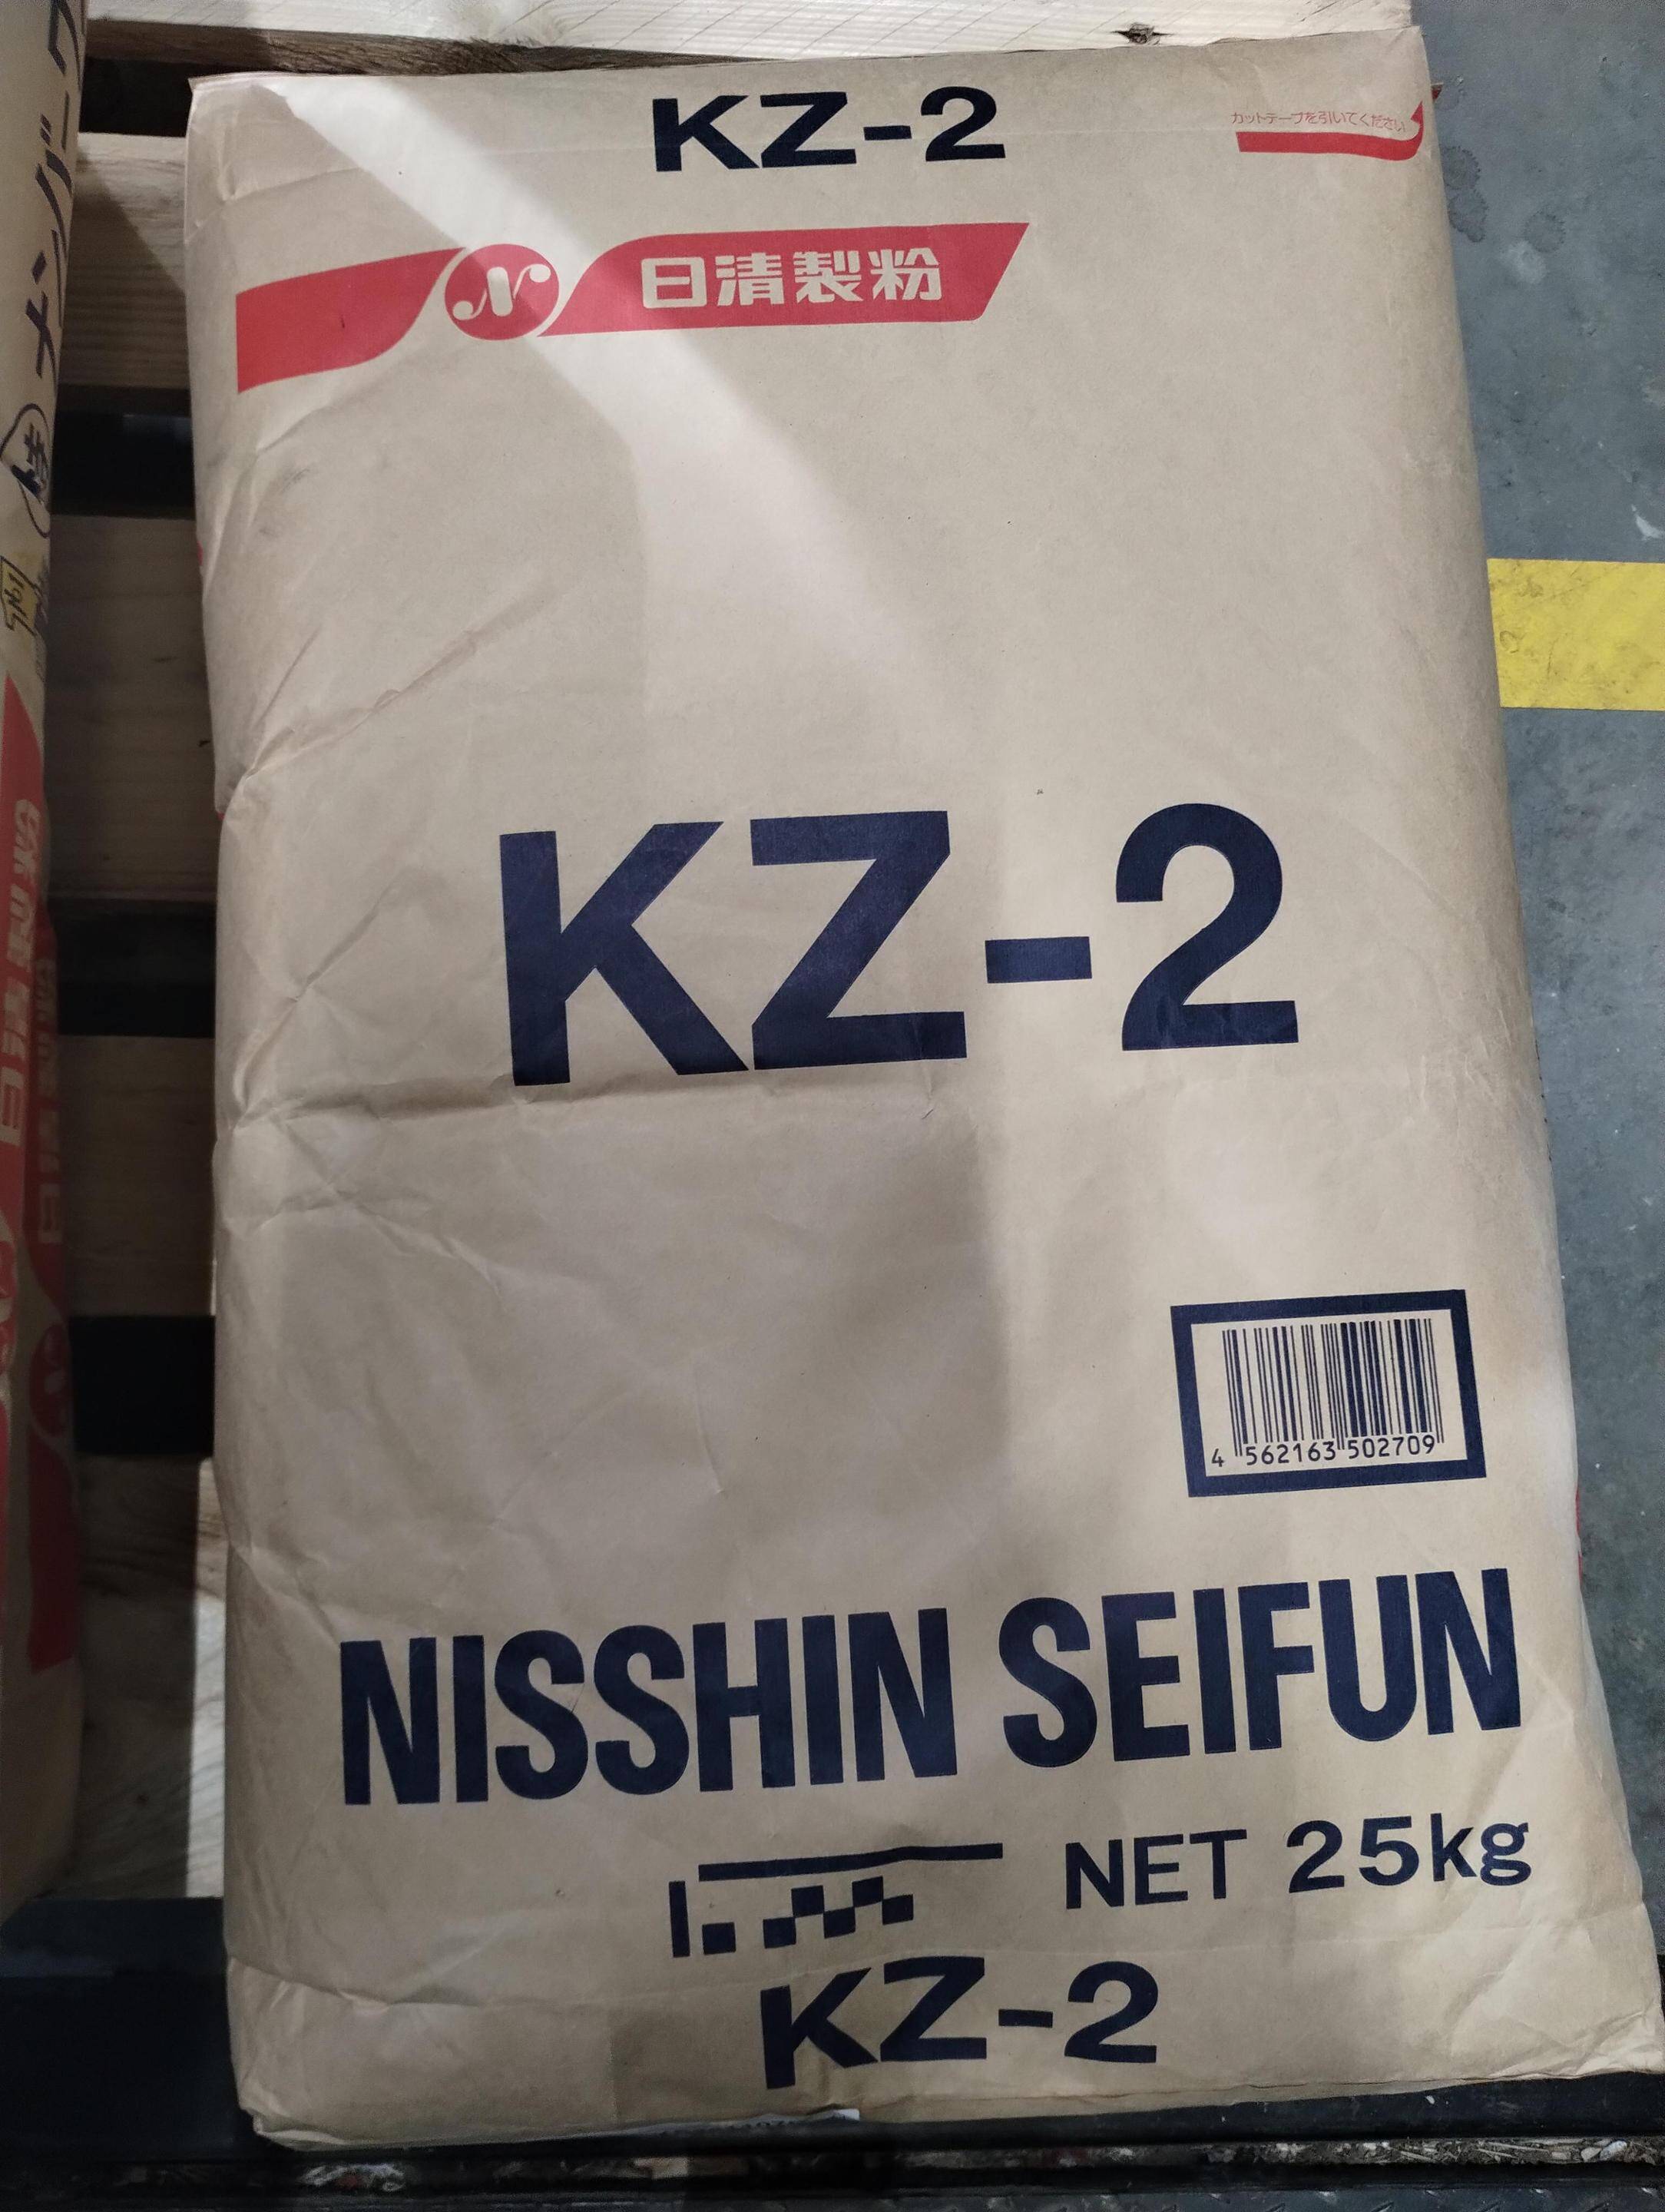 KZ-2
カットテープを引いてください
N 日清製粉
KZ-2
4 562163 502709
NISSHIN SEIFUN
NET 25kg
KZ-2